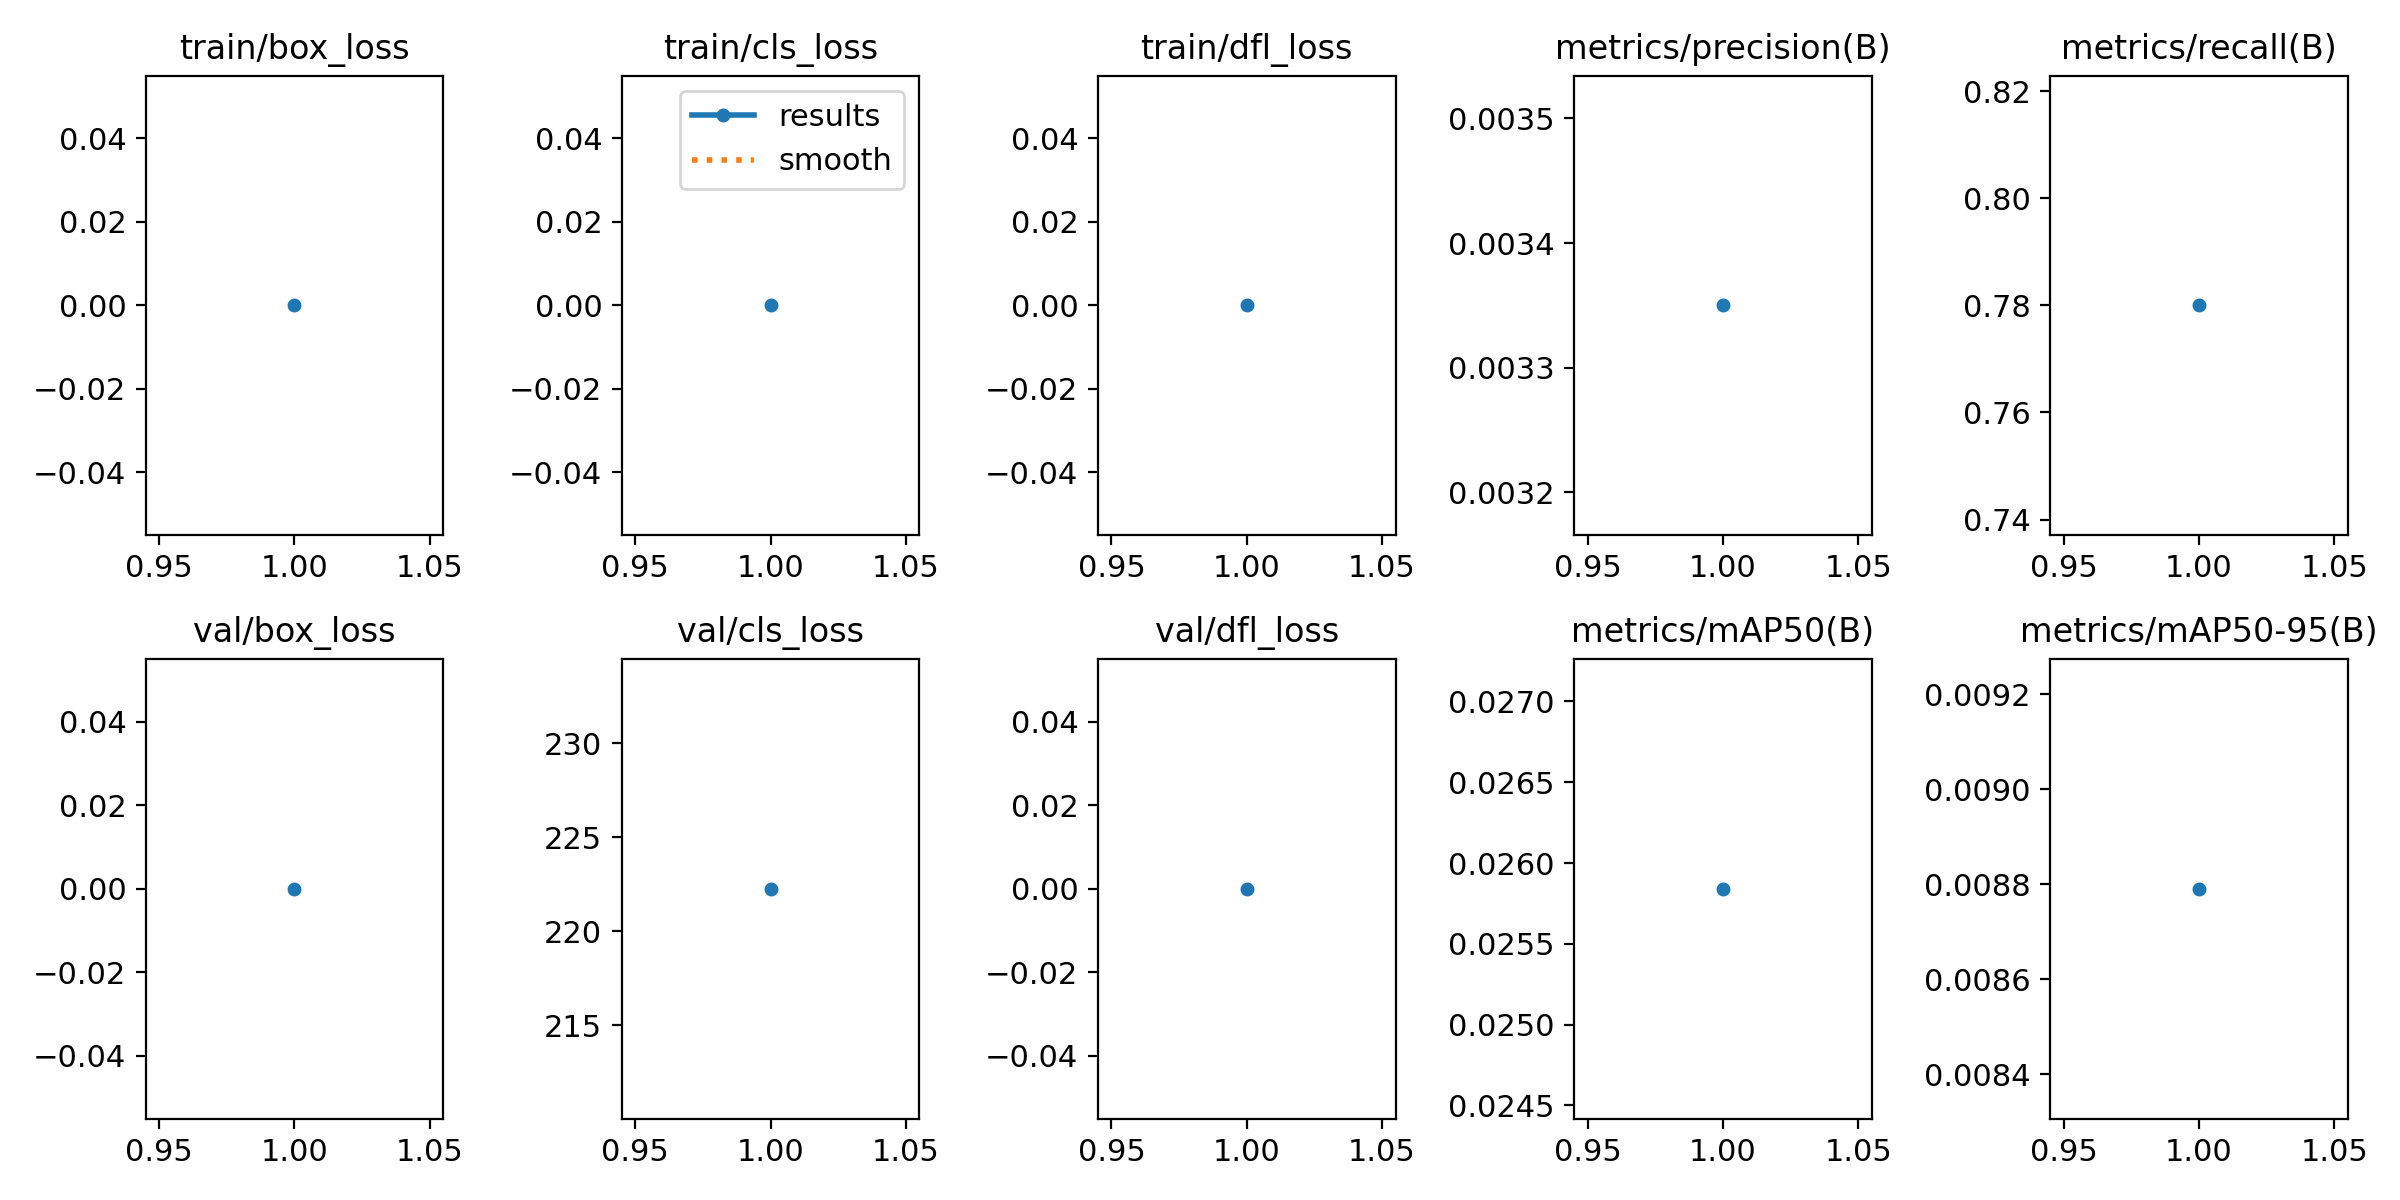 train/box_loss
0.04
0.02
0.00
−0.02
−0.04
0.95 1.00 1.05
train/cls_loss
results
smooth
0.04
0.02
0.00
−0.02
−0.04
0.95 1.00 1.05
train/dfl_loss
0.04
0.02
0.00
−0.02
−0.04
0.95 1.00 1.05
metrics/precision(B)
0.0035
0.0034
0.0033
0.0032
0.95 1.00 1.05
metrics/recall(B)
0.82
0.80
0.78
0.76
0.74
0.95 1.00 1.05
val/box_loss
0.04
0.02
0.00
−0.02
−0.04
0.95 1.00 1.05
val/cls_loss
230
225
220
215
0.95 1.00 1.05
val/dfl_loss
0.04
0.02
0.00
−0.02
−0.04
0.95 1.00 1.05
metrics/mAP50(B)
0.0270
0.0265
0.0260
0.0255
0.0250
0.0245
0.95 1.00 1.05
metrics/mAP50-95(B)
0.0092
0.0090
0.0088
0.0086
0.0084
0.95 1.00 1.05